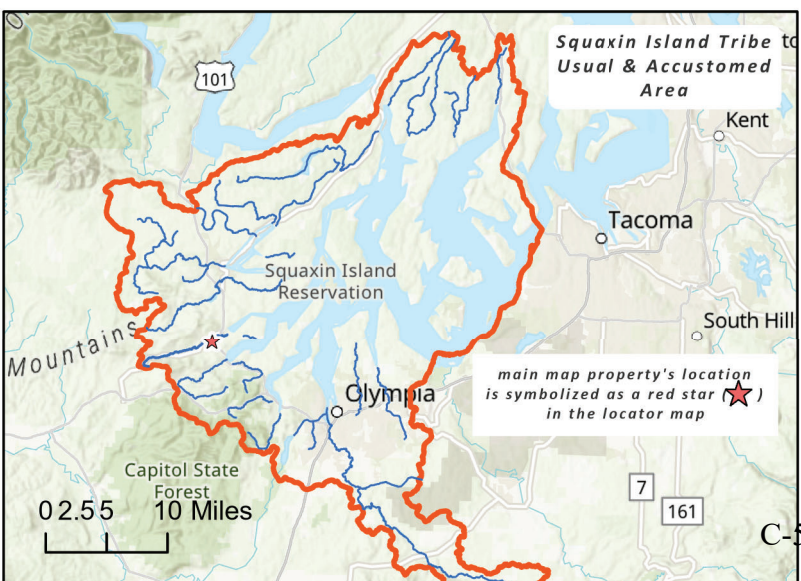 Squaxin Island Tribe
Usual & Accustomed
Area
101
Kent
Tacoma
Squaxin Island
Reservation
South Hill
Mountains
main map property's location
is symbolized as a red star ( )
in the locator map
Olympia
Capitol State
Forest
7
161
0 2.5 5 10 Miles